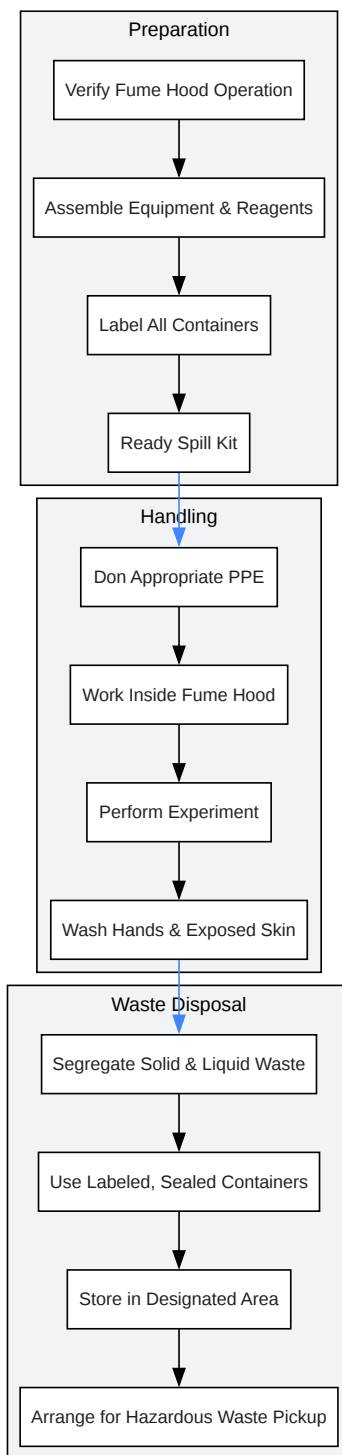 Preparation
Verify Fume Hood Operation
Assemble Equipment & Reagents
Label All Containers
Ready Spill Kit
Handling
Don Appropriate PPE
Work Inside Fume Hood
Perform Experiment
Wash Hands & Exposed Skin
Waste Disposal
Segregate Solid & Liquid Waste
Use Labeled, Sealed Containers
Store in Designated Area
Arrange for Hazardous Waste Pickup